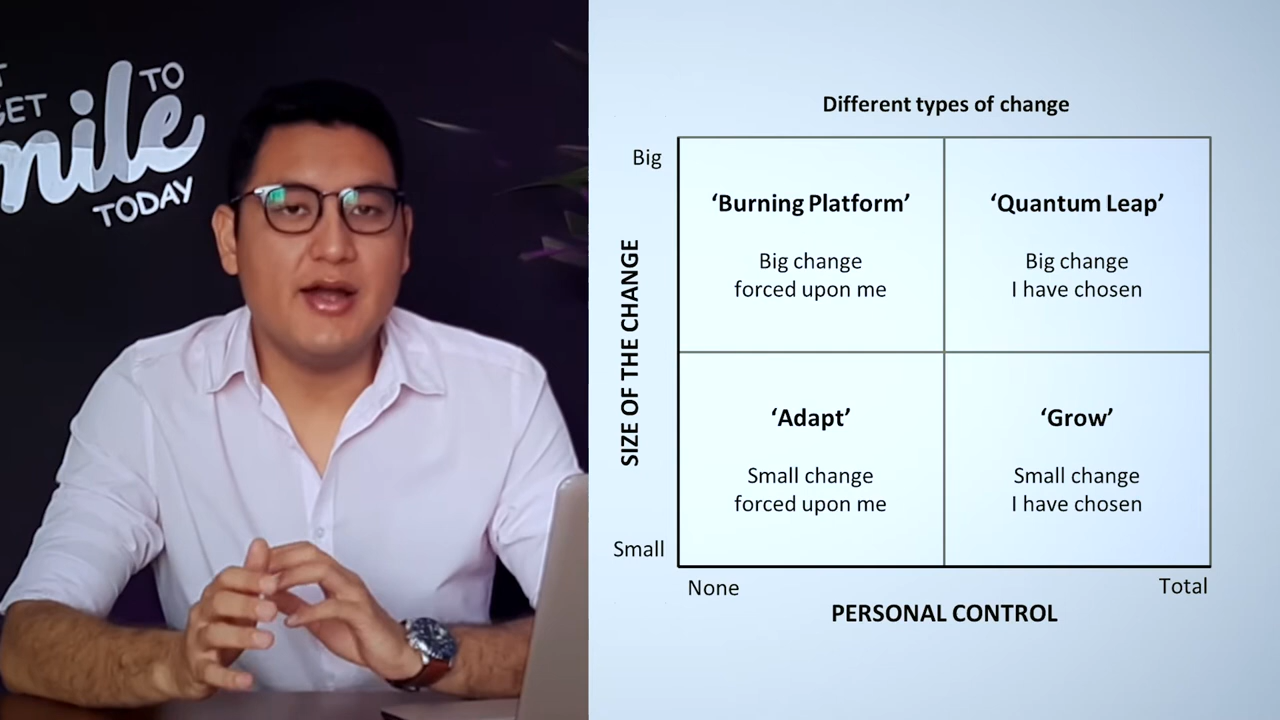 GET
TO
TODAY
Different types of change
Big
‘Burning Platform’
Big change
forced upon me
‘Quantum Leap’
Big change
I have chosen
SIZE OF THE CHANGE
‘Adapt’
Small change
forced upon me
‘Grow’
Small change
I have chosen
Small
None
Total
PERSONAL CONTROL